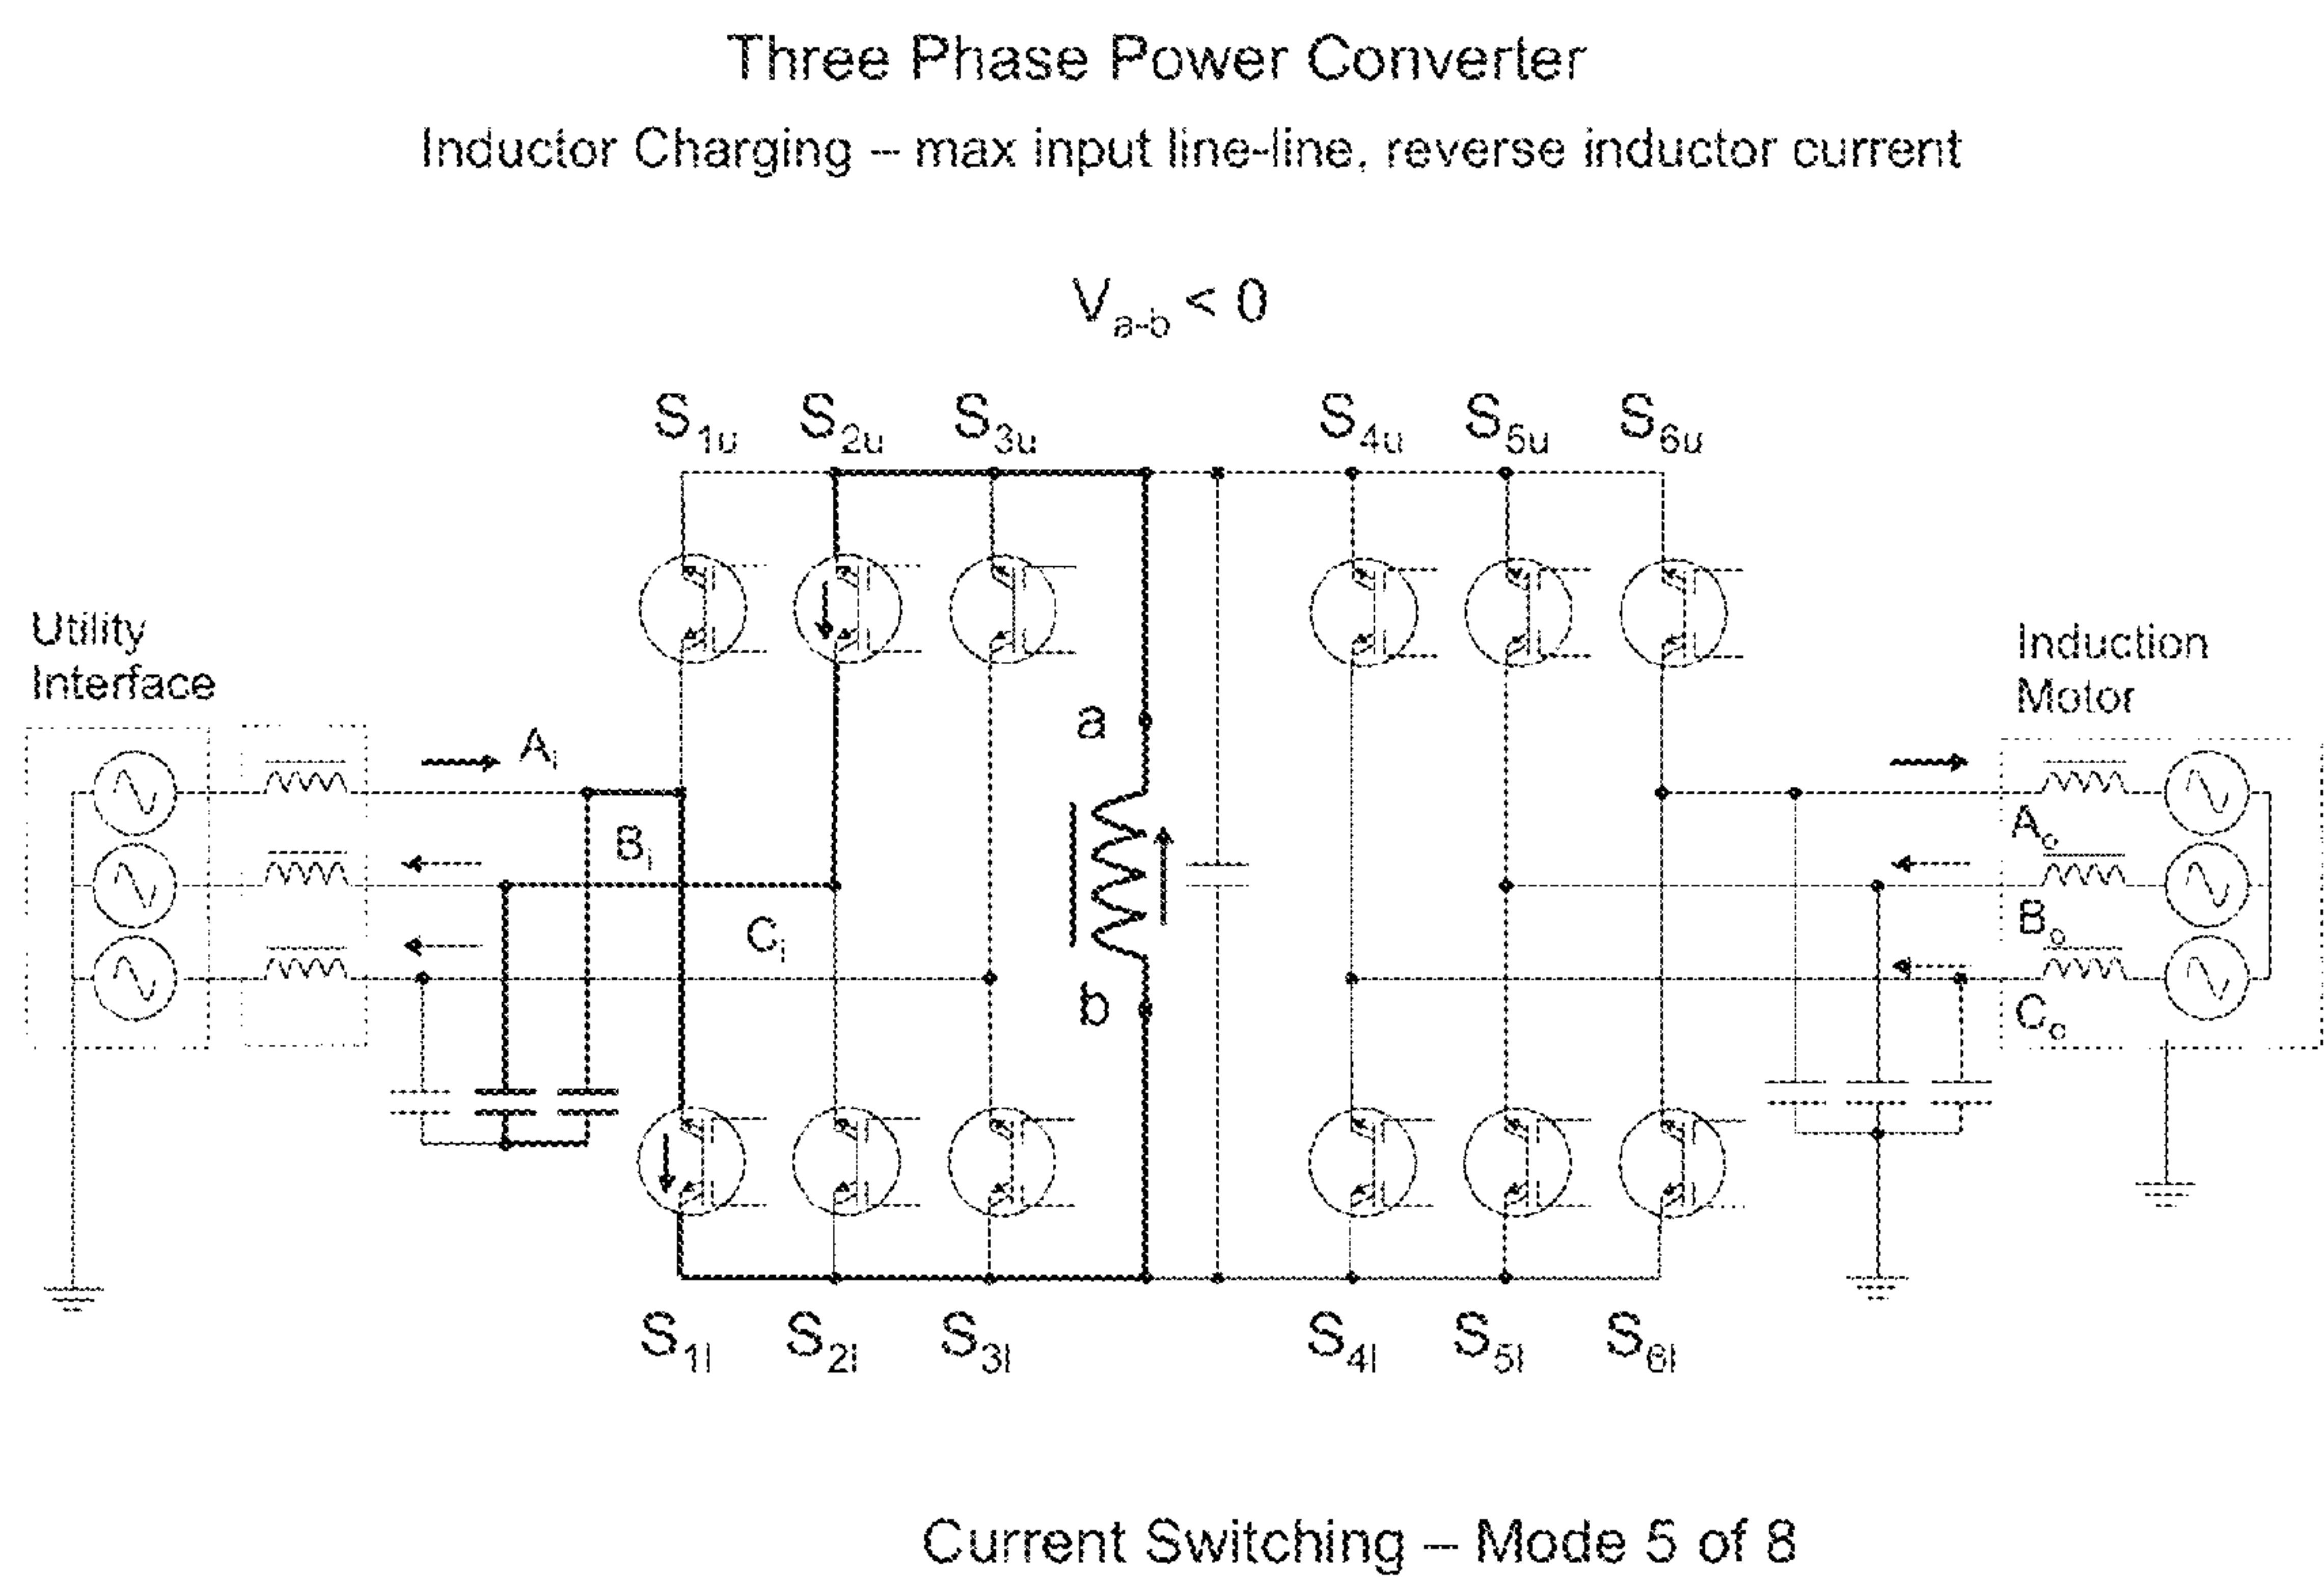 Three Phase Power Converter
Inductor Charging – max input line-line, reverse inductor current
Va-b < 0
S1u S2u S3u S4u S5u S6u
Utility
Interface
Induction
Motor
Ai
a
Bi
Ao
Ci
Bo
b
Co
S1l S2l S3l S4l S5l S6l
Current Switching – Mode 5 of 8